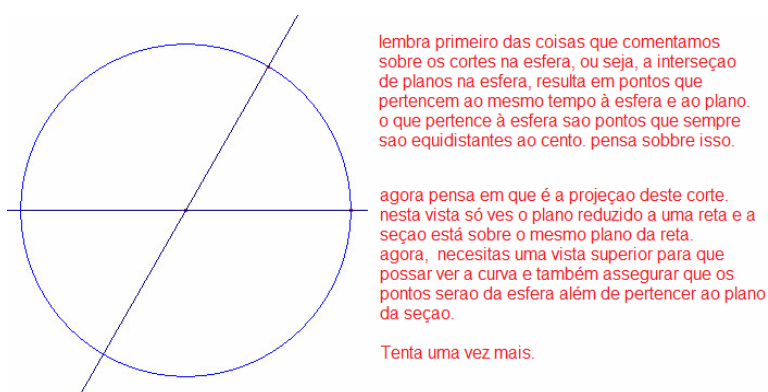 lembra primeiro das coisas que comentamos
sobre os cortes na esfera, ou seja, a interseçao
de planos na esfera, resulta em pontos que
pertencem ao mesmo tempo à esfera e ao plano.
o que pertence à esfera sao pontos que sempre
sao equidistantes ao cento. pensa sobbre isso.
agora pensa em que é a projeçao deste corte.
nesta vista só ves o plano reduzido a uma reta e a
seçao está sobre o mesmo plano da reta.
agora, necesitas uma vista superior para que
possar ver a curva e também assegurar que os
pontos serao da esfera além de pertencer ao plano
da seçao.
Tenta uma vez mais.